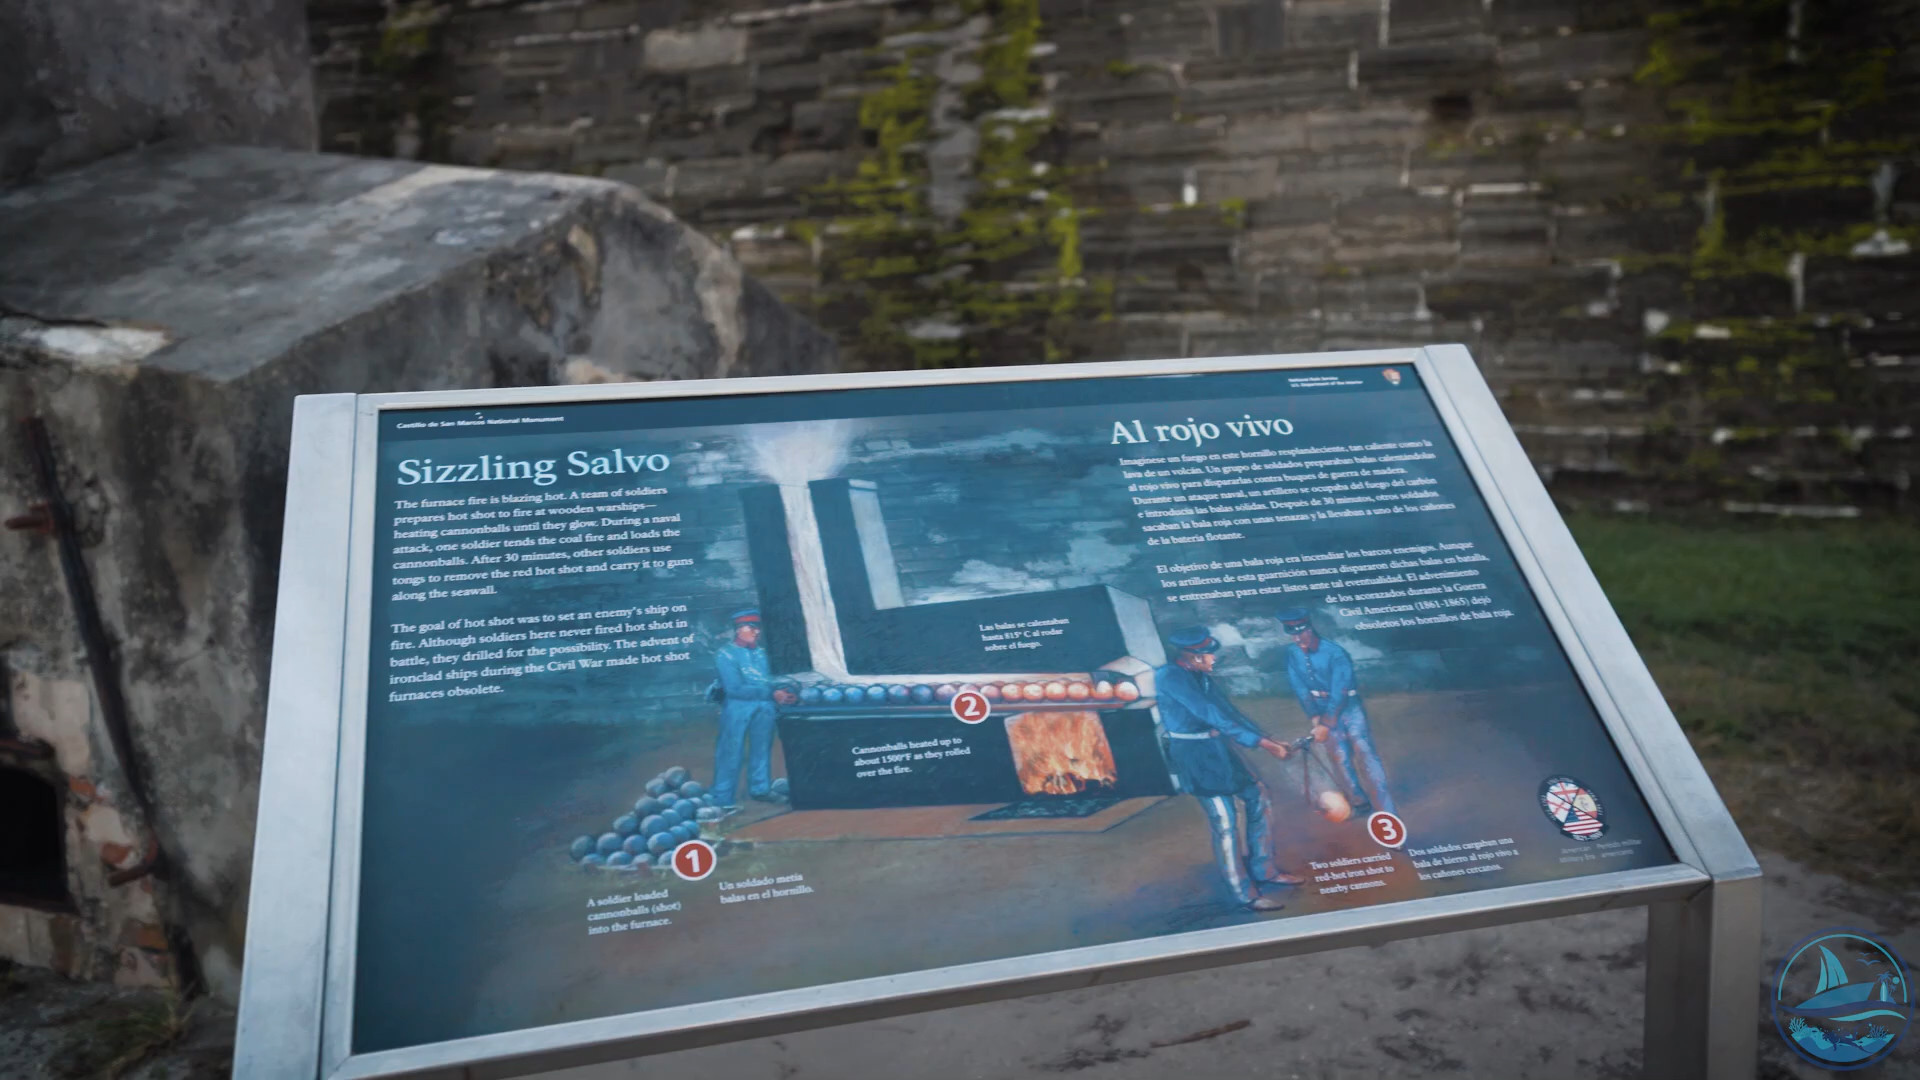 Castillo de San Marcos National Monument
National Park Service
U.S. Department of the Interior
Sizzling Salvo
The furnace fire is blazing hot. A team of soldiers
prepares hot shot to fire at wooden warships—
heating cannonballs until they glow. During a naval
attack, one soldier tends the coal fire and loads the
cannonballs. After 30 minutes, other soldiers use
tongs to remove the red hot shot and carry it to guns
along the seawall.
The goal of hot shot was to set an enemy's ship on
fire. Although soldiers here never fired hot shot in
battle, they drilled for the possibility. The advent of
ironclad ships during the Civil War made hot shot
furnaces obsolete.
Al rojo vivo
Imagínese un fuego en este hornillo resplandeciente, tan caliente como la
lava de un volcán. Un grupo de soldados preparaban balas calentándolas
al rojo vivo para dispararlas contra buques de guerra de madera.
Durante un ataque naval, un artillero se ocupaba del fuego del carbón
e introducía las balas sólidas. Después de 30 minutos, otros soldados
sacaban la bala roja con unas tenazas y la llevaban a uno de los cañones
de la batería flotante.
El objetivo de una bala roja era incendiar los barcos enemigos. Aunque
los artilleros de esta guarnición nunca dispararon dichas balas en batalla,
se entrenaban para estar listos ante tal eventualidad. El advenimiento
de los acorazados durante la Guerra
Civil Americana (1861-1865) dejó
obsoletos los hornillos de bala roja.
Las balas se calentaban
hasta 815° C al rodar
sobre el fuego.
2
Cannonballs heated up to
about 1500°F as they rolled
over the fire.
1
A soldier loaded
cannonballs (shot)
into the furnace.
Un soldado metía
balas en el hornillo.
3
Two soldiers carried
red-hot iron shot to
nearby cannons.
Dos soldados cargaban una
bala de hierro al rojo vivo a
los cañones cercanos.